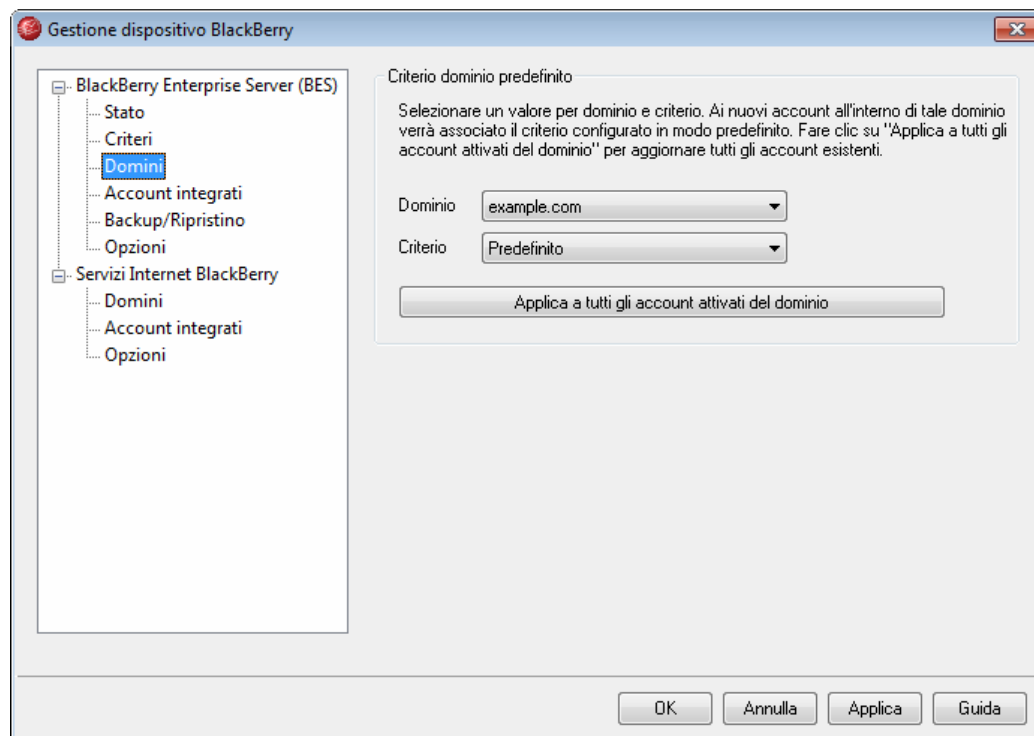 Gestione dispositivo BlackBerry
BlackBerry Enterprise Server (BES)
Stato
Criteri
Domini
Account integrati
Backup/Ripristino
Opzioni
Servizi Internet BlackBerry
Domini
Account integrati
Opzioni
Criterio dominio predefinito
Selezionare un valore per dominio e criterio. Ai nuovi account all'interno di tale dominio
verrà associato il criterio configurato in modo predefinito. Fare clic su "Applica a tutti gli
account attivati del dominio" per aggiornare tutti gli account esistenti.
Dominio example.com
Criterio Predefinito
Applica a tutti gli account attivati del dominio
OK Annulla Applica Guida